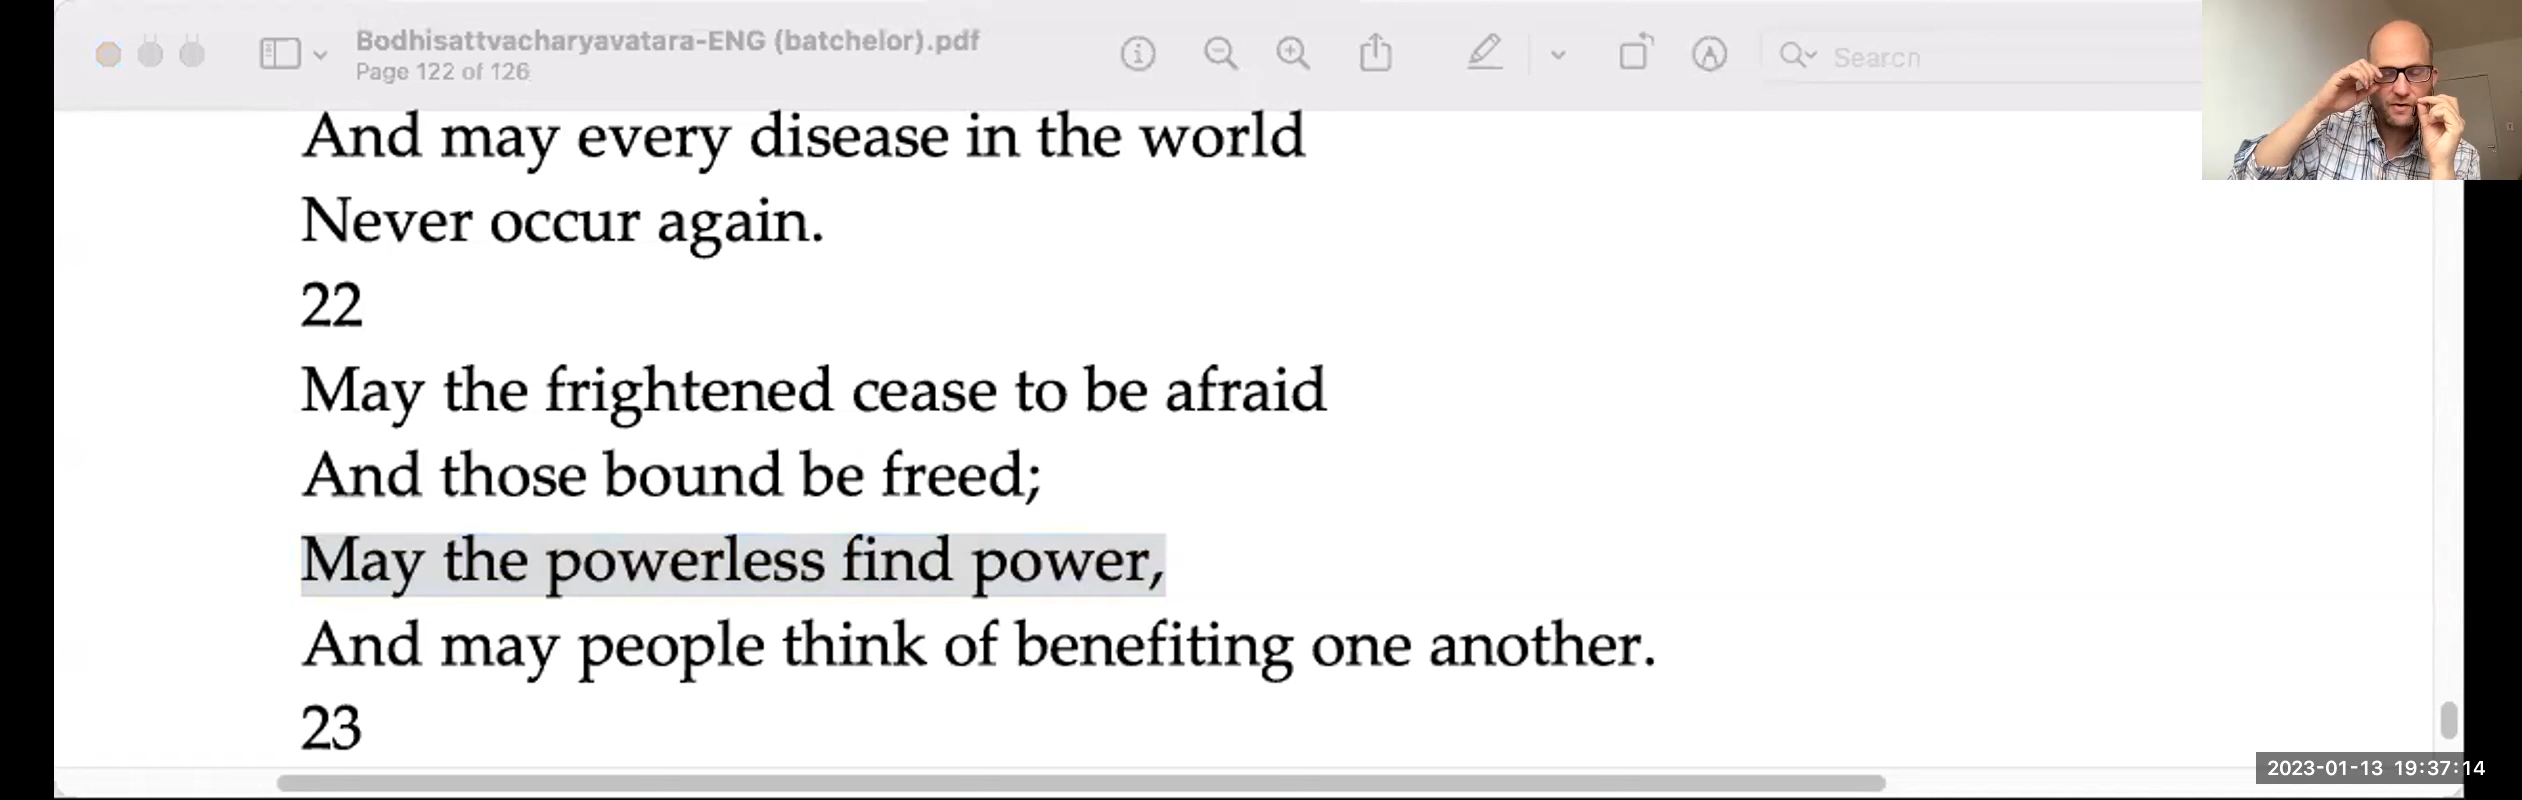 Bodhisattvacharyavatara-ENG (batchelor).pdf
Page 122 of 126
Search
And may every disease in the world
Never occur again.
22
May the frightened cease to be afraid
And those bound be freed;
May the powerless find power,
And may people think of benefiting one another.
23
2023-01-13 19:37:14